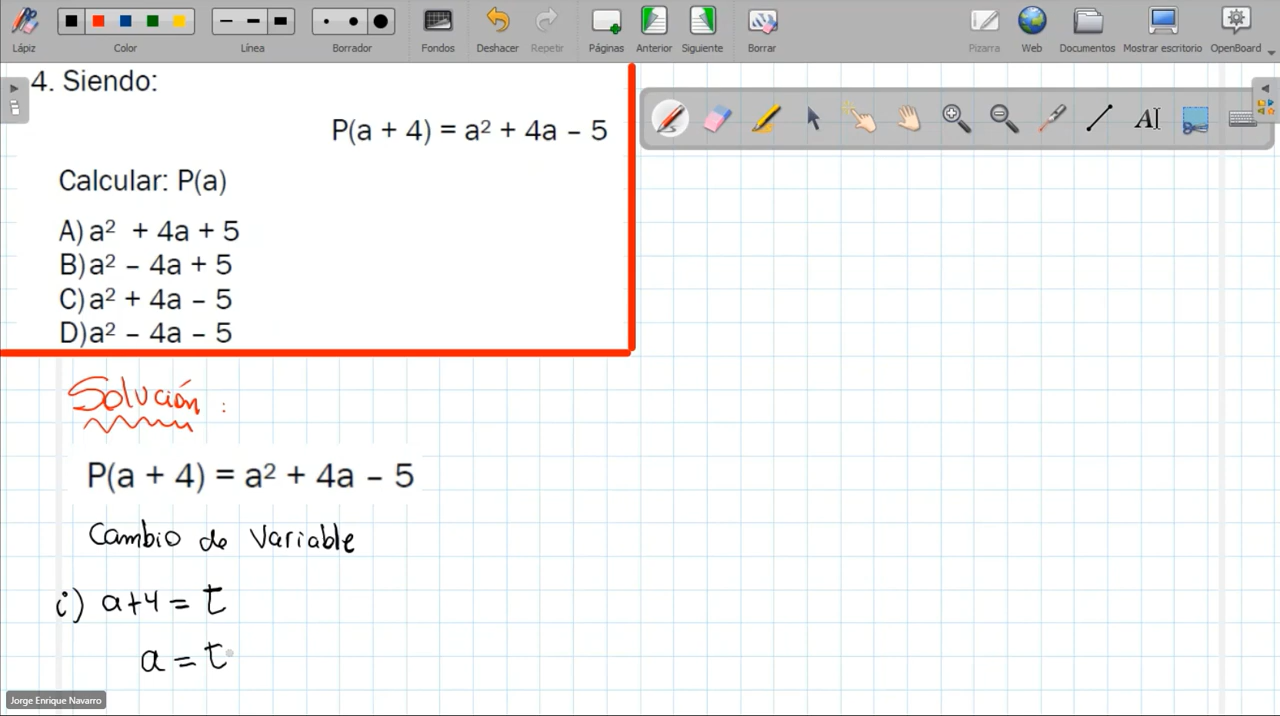 Lápiz Color Línea Borrador Fondos Deshacer Repetir Páginas Anterior Siguiente Borrar Pizarra Web Documentos Mostrar escritorio OpenBoard
4. Siendo:
P(a + 4) = a² + 4a – 5
Calcular: P(a)
A) a² + 4a + 5
B) a² – 4a + 5
C) a² + 4a – 5
D) a² – 4a – 5
Solución :
P(a + 4) = a² + 4a – 5
Cambio de Variable
i) a+4 = t
a = t
Jorge Enrique Navarro